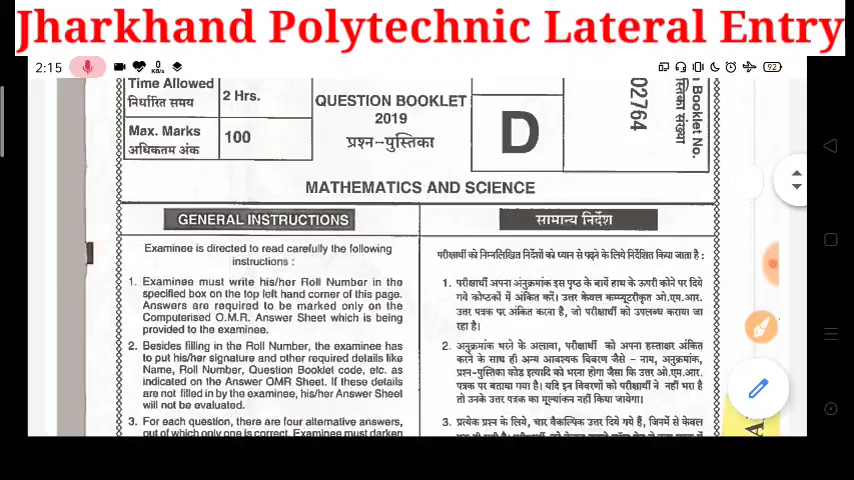 Jharkhand Polytechnic Lateral Entry
2:15
0
KB/s
92
Time Allowed
निर्धारित समय
2 Hrs.
Max. Marks
अधिकतम अंक
100
QUESTION BOOKLET
2019
प्रश्न-पुस्तिका
D
02764
Booklet No.
स्तिका संख्या
MATHEMATICS AND SCIENCE
GENERAL INSTRUCTIONS
Examinee is directed to read carefully the following
instructions :
1. Examinee must write his/her Roll Number in the
specified box on the top left hand corner of this page.
Answers are required to be marked only on the
Computerised O.M.R. Answer Sheet which is being
provided to the examinee.
2. Besides filling in the Roll Number, the examinee has
to put his/her signature and other required details like
Name, Roll Number, Question Booklet code, etc. as
indicated on the Answer OMR Sheet. If these details
are not filled in by the examinee, his/her Answer Sheet
will not be evaluated.
3. For each question, there are four alternative answers,
out of which only one is correct. Examinee must darken
सामान्य निर्देश
परीक्षार्थी को निम्नलिखित निर्देशों को ध्यान से पढ़ने के लिये निर्देशित किया जाता है :
1. परीक्षार्थी अपना अनुक्रमांक इस पृष्ठ के बायें हाथ के ऊपरी कोने पर दिए
गये कोष्ठकों में अंकित करें। उत्तर केवल कम्प्यूटरीकृत ओ.एम.आर.
उत्तर पत्रक पर अंकित करना है, जो परीक्षार्थी को उपलब्ध कराया जा
रहा है।
2. अनुक्रमांक भरने के अलावा, परीक्षार्थी को अपना हस्ताक्षर अंकित
करने के साथ ही अन्य आवश्यक विवरण जैसे - नाम, अनुक्रमांक,
प्रश्न-पुस्तिका कोड इत्यादि को भरना होगा जैसा कि उत्तर ओ.एम.आर.
पत्रक पर बताया गया है। यदि इन विवरणों को परीक्षार्थी ने नहीं भरा है
तो उनके उत्तर पत्रक का मूल्यांकन नहीं किया जायेगा।
3. प्रत्येक प्रश्न के लिये, चार वैकल्पिक उत्तर दिये गये हैं, जिनमें से केवल